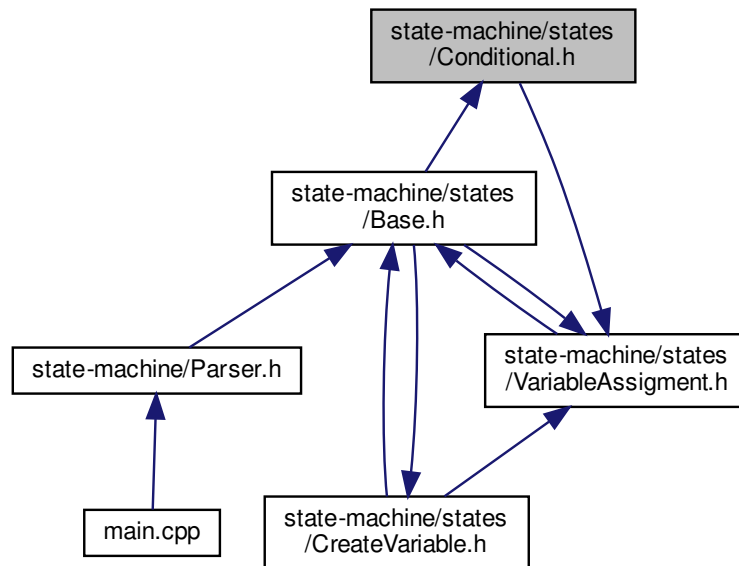 state-machine/states
/Conditional.h
state-machine/states
/Base.h
state-machine/Parser.h
state-machine/states
/VariableAssigment.h
main.cpp
state-machine/states
/CreateVariable.h